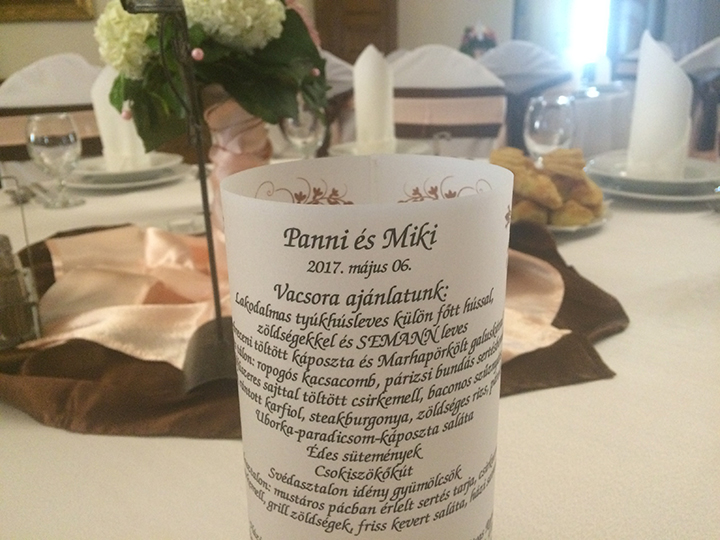 Panni és Miki
2017. május 06.
Vacsora ajánlatunk:
Lakodalmas tyúkhúsleves külön főtt hússal,
zöldségekkel és SEMANN leves
töltött káposzta és Marhapörkölt galuskával
ropogós kacsacomb, párizsi bundás
sajttal töltött csirkemell, baconos
rántott karfiol, steakburgonya, zöldséges rizs,
Uborka-paradicsom-káposzta saláta
Édes sütemények
Csokiszökőkút
Svédasztalon idény gyümölcsök
mustáros pácban érlelt sertés tarja,
grill zöldségek, friss kevert saláta, házi